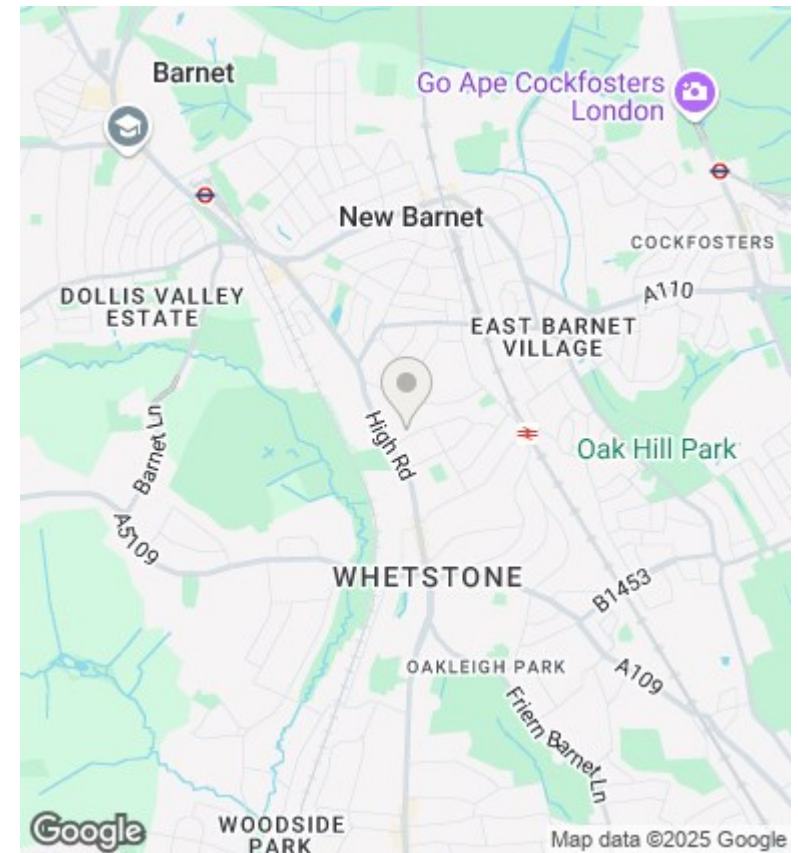 Barnet
Go Ape Cockfosters
London
New Barnet
COCKFOSTERS
A110
DOLLIS VALLEY
ESTATE
EAST BARNET
VILLAGE
Barnet Ln
High Rd
Oak Hill Park
A5109
WHETSTONE
B1453
OAKLEIGH PARK
A109
Friern Barnet Ln
WOODSIDE
PARK
Google
Map data ©2025 Google